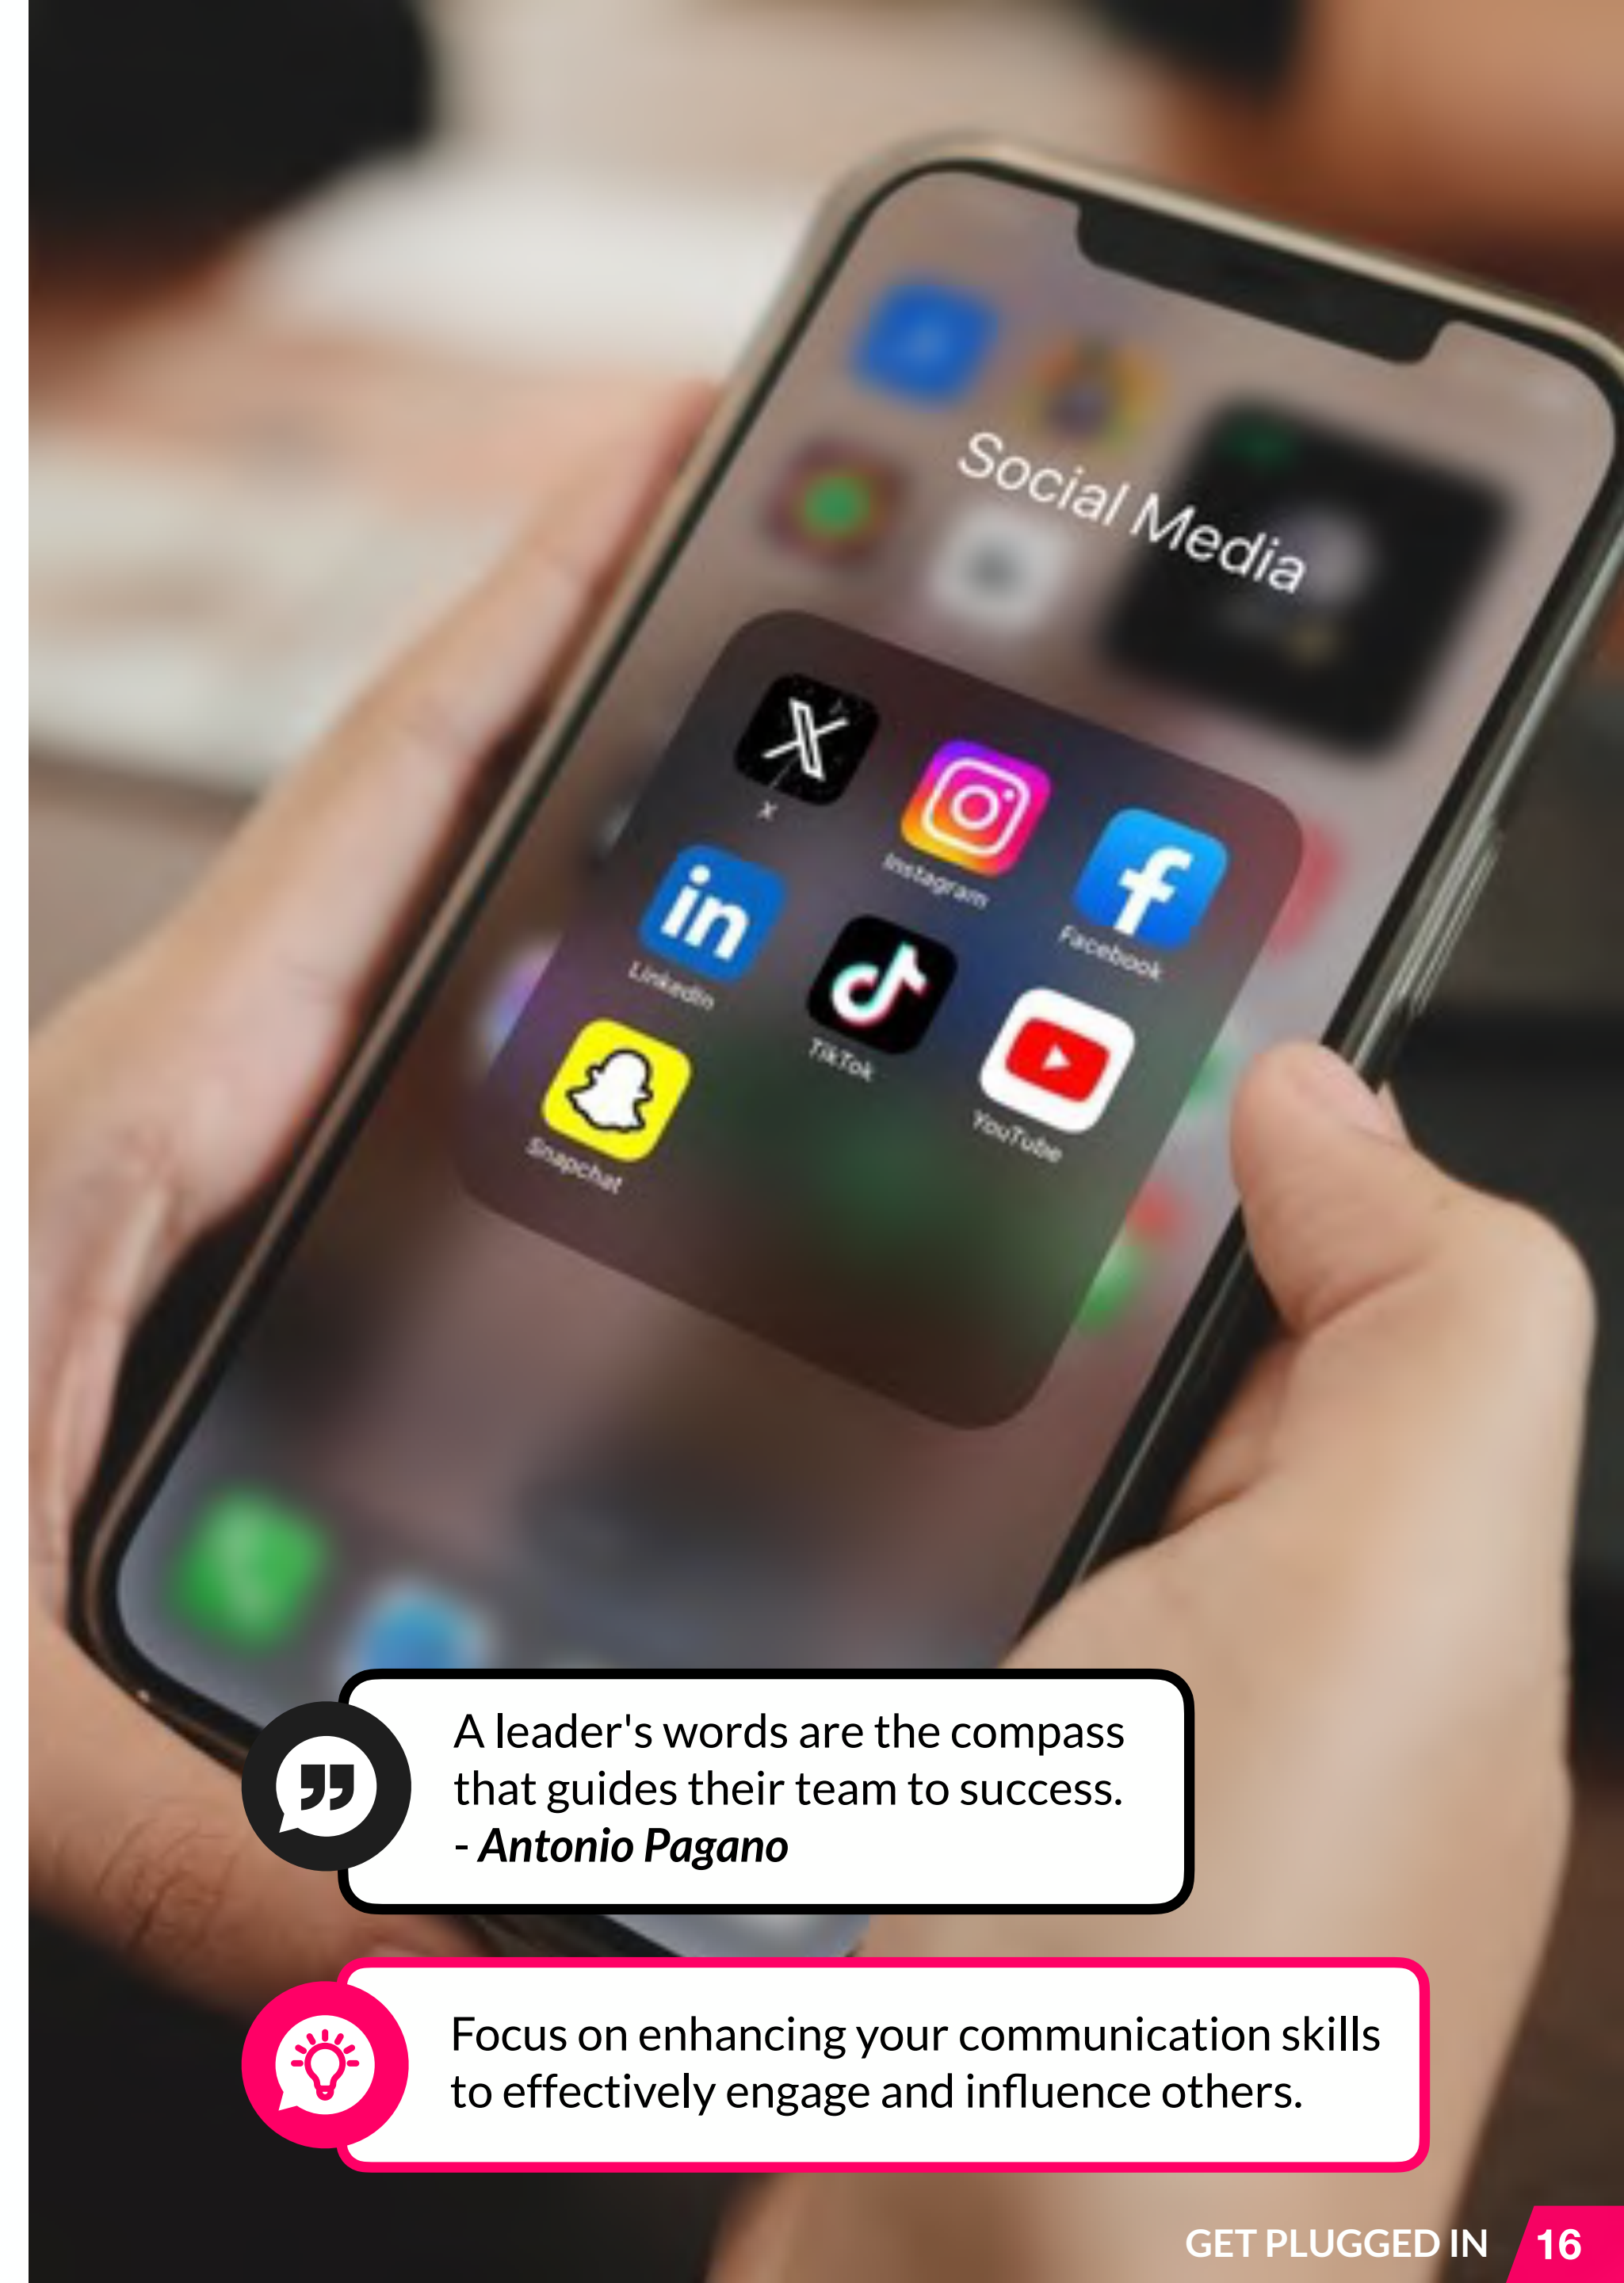 Social Media
X
Instagram
Facebook
in
LinkedIn
TikTok
YouTube
Snapchat
A leader's words are the compass
that guides their team to success.
- Antonio Pagano
Focus on enhancing your communication skills
to effectively engage and influence others.
GET PLUGGED IN 16